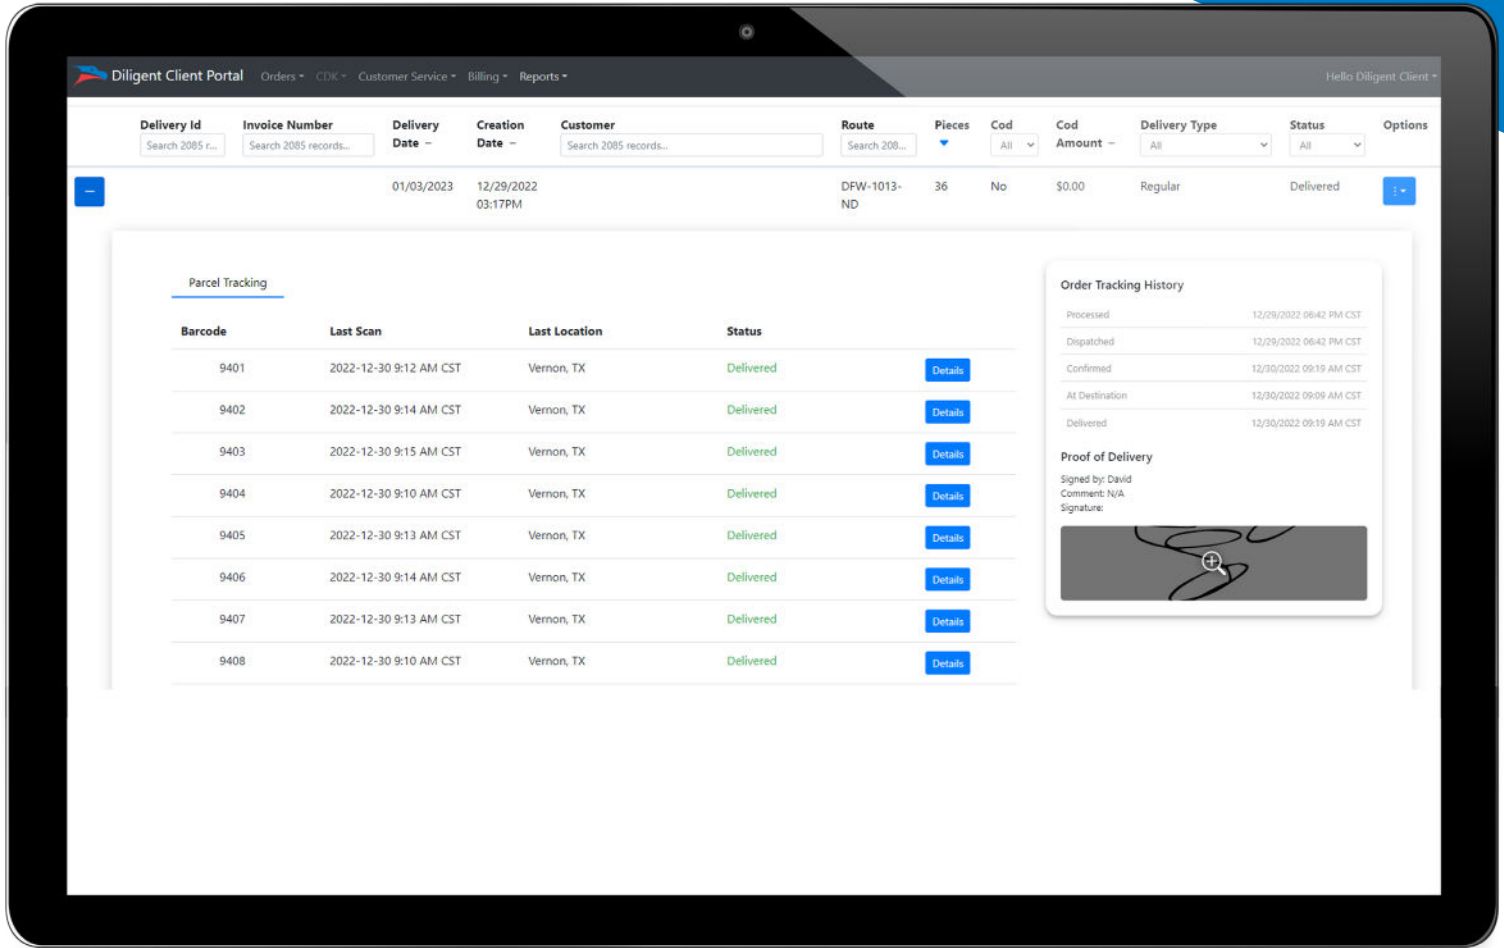 Diligent Client Portal Orders CDK Customer Service Billing Reports Hello Diligent Client
Delivery Id Invoice Number Delivery Date Creation Date Customer Route Pieces Cod Cod Amount Delivery Type Status Options
Search 2085 r... Search 2085 records... Search 2085 records... Search 208... All All All
01/03/2023 12/29/2022 03:17PM DFW-1013-ND 36 No $0.00 Regular Delivered
Parcel Tracking
Barcode Last Scan Last Location Status
9401 2022-12-30 9:12 AM CST Vernon, TX Delivered Details
9402 2022-12-30 9:14 AM CST Vernon, TX Delivered Details
9403 2022-12-30 9:15 AM CST Vernon, TX Delivered Details
9404 2022-12-30 9:10 AM CST Vernon, TX Delivered Details
9405 2022-12-30 9:13 AM CST Vernon, TX Delivered Details
9406 2022-12-30 9:14 AM CST Vernon, TX Delivered Details
9407 2022-12-30 9:13 AM CST Vernon, TX Delivered Details
9408 2022-12-30 9:10 AM CST Vernon, TX Delivered Details
Order Tracking History
Processed 12/29/2022 06:42 PM CST
Dispatched 12/29/2022 06:42 PM CST
Confirmed 12/30/2022 09:19 AM CST
At Destination 12/30/2022 09:09 AM CST
Delivered 12/30/2022 09:19 AM CST
Proof of Delivery
Signed by: David
Comment: N/A
Signature: